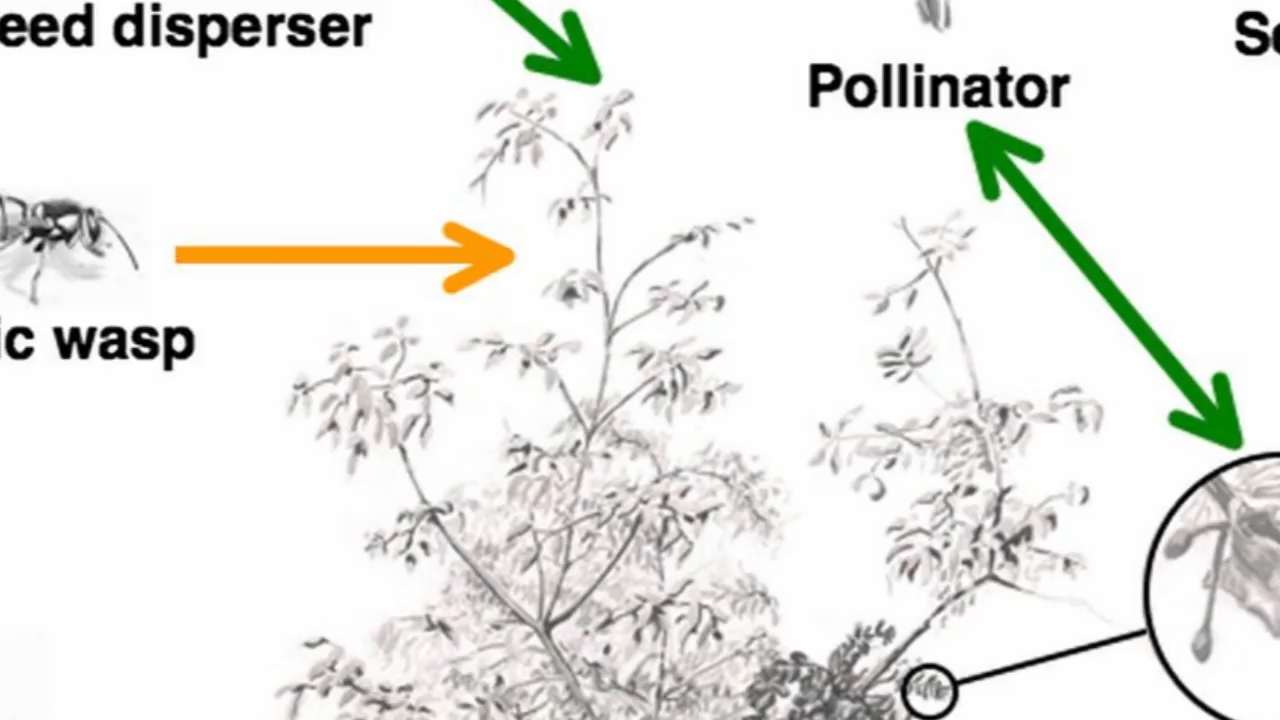 eed disperser
Pollinator
ic wasp